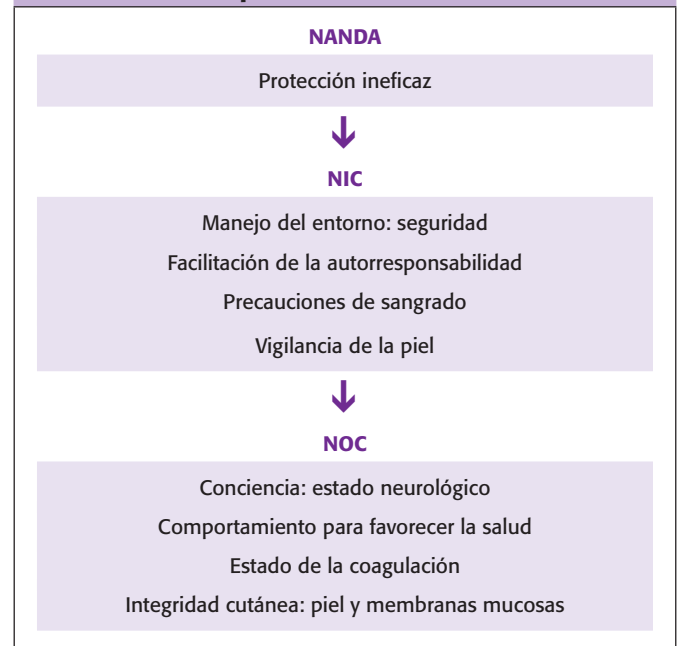 NANDA
Protección ineficaz
NIC
Manejo del entorno: seguridad
Facilitación de la autorresponsabilidad
Precauciones de sangrado
Vigilancia de la piel
NOC
Conciencia: estado neurológico
Comportamiento para favorecer la salud
Estado de la coagulación
Integridad cutánea: piel y membranas mucosas